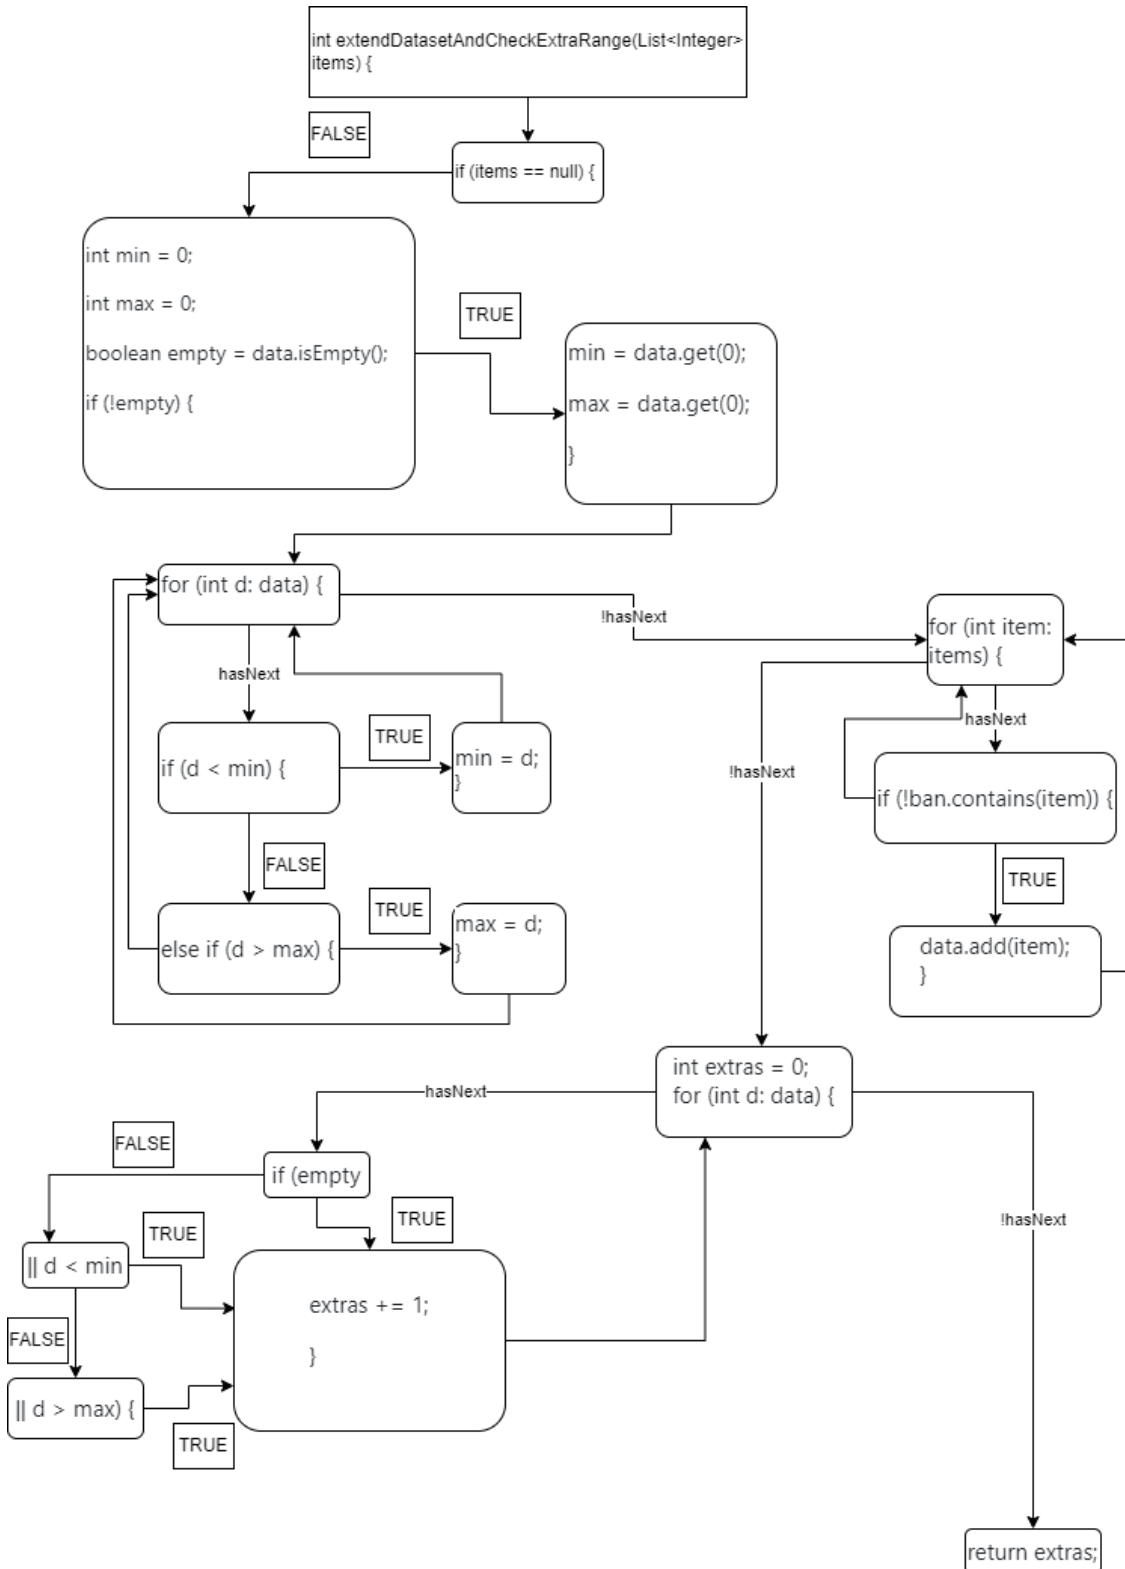 int extendDatasetAndCheckExtraRange(List<Integer>
items) {
FALSE
if (items == null) {
int min = 0;
int max = 0;
boolean empty = data.isEmpty();
if (!empty) {
TRUE
min = data.get(0);
max = data.get(0);
}
for (int d: data) {
!hasNext
for (int item:
items) {
hasNext
hasNext
if (d < min) {
TRUE
min = d;
}
!hasNext
if (!ban.contains(item)) {
FALSE
TRUE
else if (d > max) {
TRUE
max = d;
}
data.add(item);
}
int extras = 0;
for (int d: data) {
hasNext
FALSE
if (empty
TRUE
TRUE
!hasNext
|| d < min
extras += 1;
}
FALSE
|| d > max) {
TRUE
return extras;